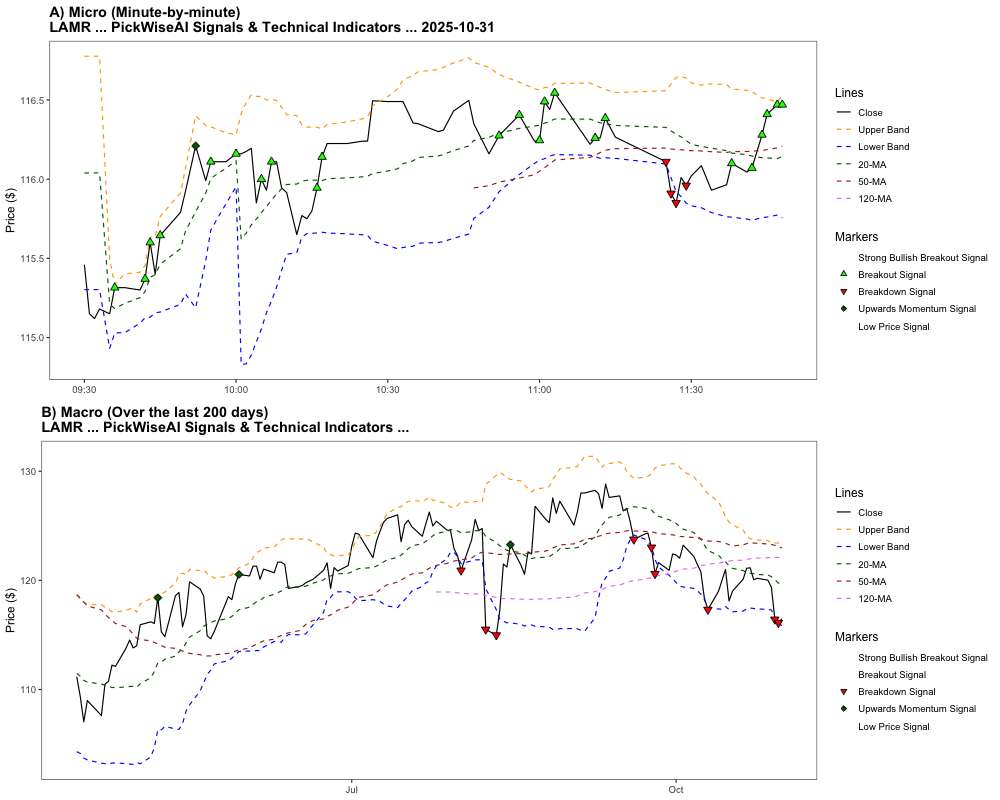 A) Micro (Minute-by-minute)
LAMR ... PickWiseAI Signals & Technical Indicators ... 2025-10-31
Price ($)
116.5
116.0
115.5
115.0
09:30
10:00
10:30
11:00
11:30
Lines
Close
Upper Band
Lower Band
20-MA
50-MA
120-MA
Markers
Strong Bullish Breakout Signal
Breakout Signal
Breakdown Signal
Upwards Momentum Signal
Low Price Signal
B) Macro (Over the last 200 days)
LAMR ... PickWiseAI Signals & Technical Indicators ...
Price ($)
130
120
110
Jul
Oct
Lines
Close
Upper Band
Lower Band
20-MA
50-MA
120-MA
Markers
Strong Bullish Breakout Signal
Breakout Signal
Breakdown Signal
Upwards Momentum Signal
Low Price Signal